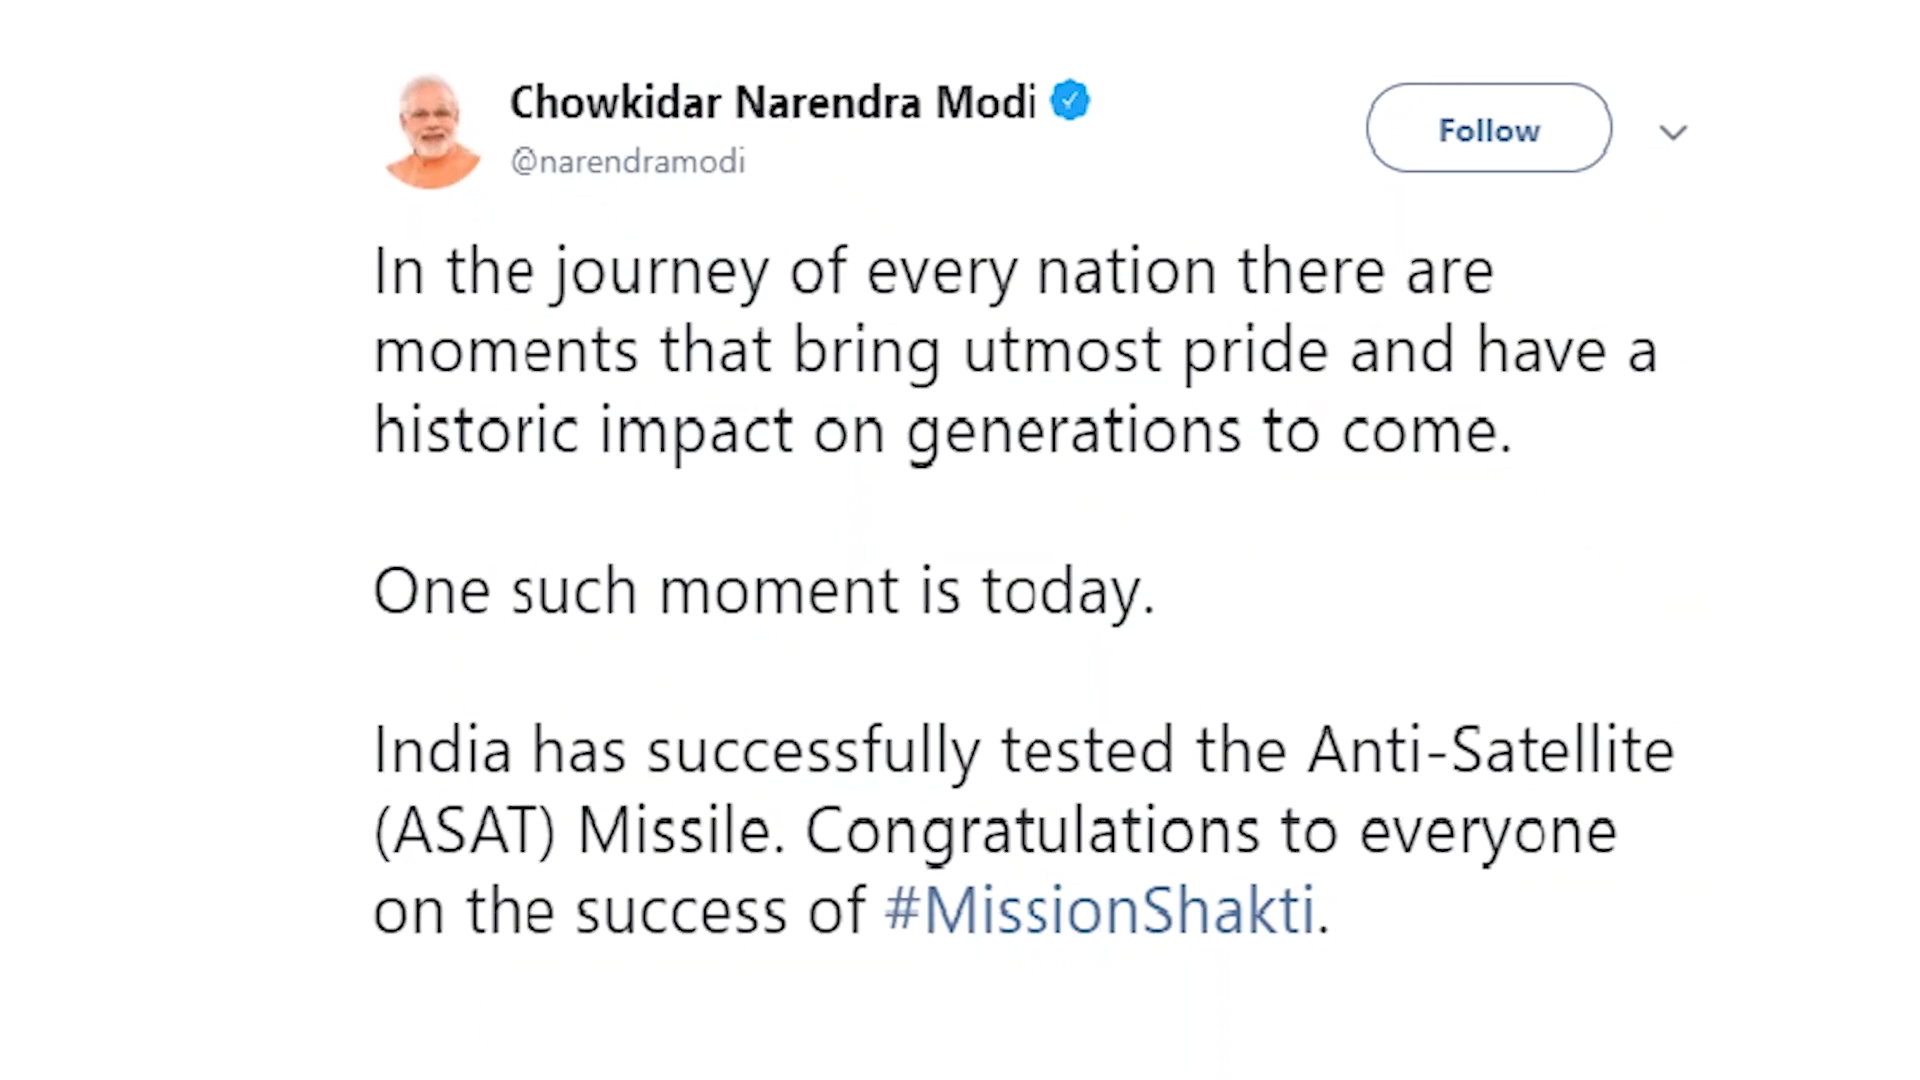 Chowkidar Narendra Modi
@narendramodi
Follow
In the journey of every nation there are
moments that bring utmost pride and have a
historic impact on generations to come.
One such moment is today.
India has successfully tested the Anti-Satellite
(ASAT) Missile. Congratulations to everyone
on the success of #MissionShakti.